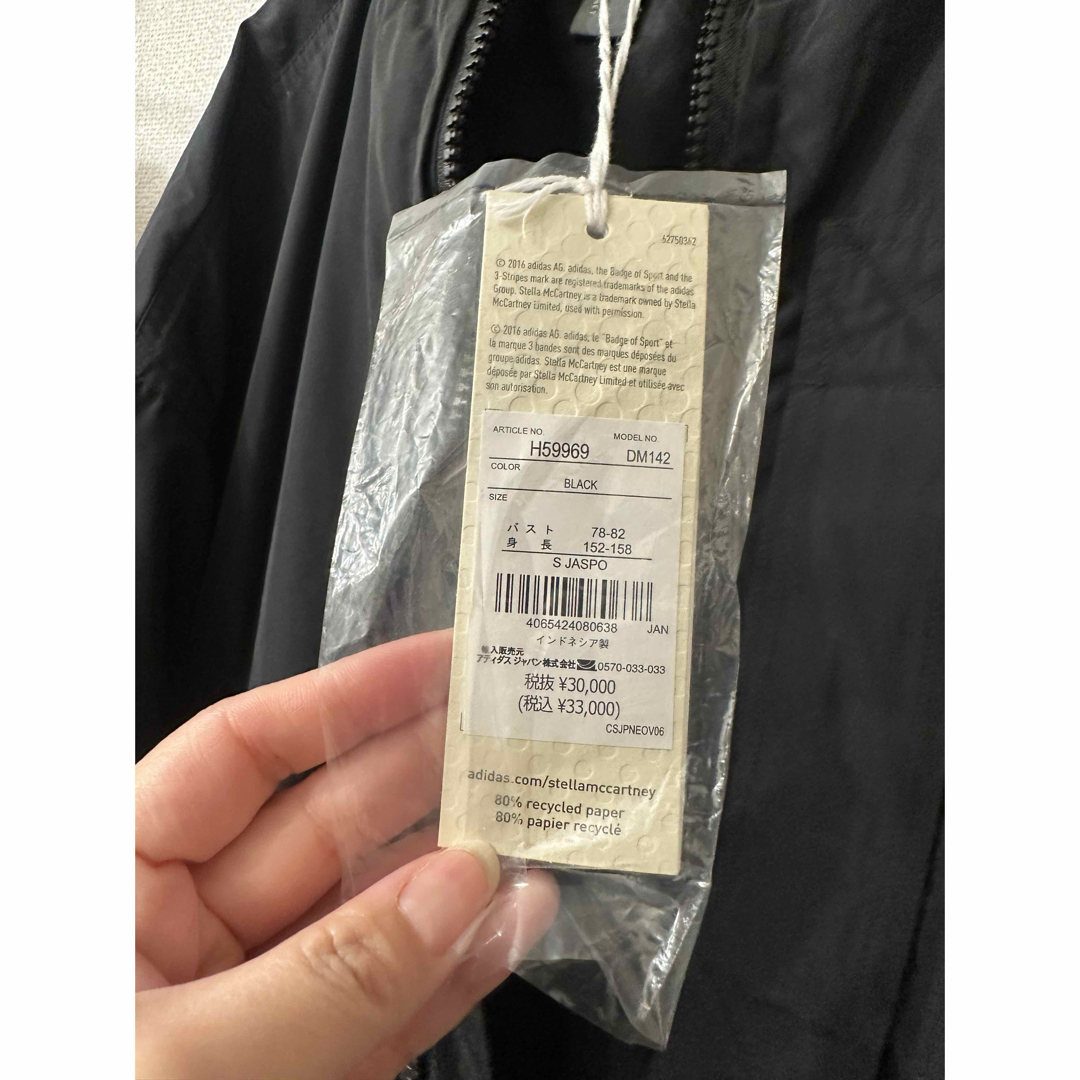 62750362
© 2016 adidas AG. adidas, the Badge of Sport and the
3-Stripes mark are registered trademarks of the adidas
Group. Stella McCartney is a trademark owned by Stella
McCartney Limited, used with permission.
© 2016 adidas AG. adidas, le "Badge of Sport" et
la marque 3 bandes sont des marques déposées du
groupe adidas. Stella McCartney est une marque
déposée par Stella McCartney Limited et utilisée avec
son autorisation.
ARTICLE NO. MODEL NO.
H59969 DM142
COLOR
BLACK
SIZE
バスト 78-82
身長 152-158
S JASPO
4065424080638 JAN
インドネシア製
輸入販売元
アディダス ジャパン株式会社 0570-033-033
税抜 ¥30,000
(税込 ¥33,000)
CSJPNEOV06
adidas.com/stellamccartney
80% recycled paper
80% papier recyclé